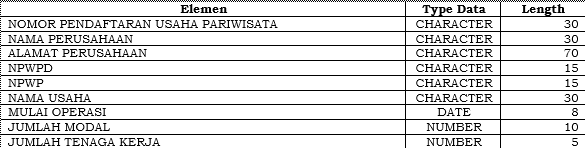 Elemen Type Data Length
NOMOR PENDAFTARAN USAHA PARIWISATA CHARACTER 30
NAMA PERUSAHAAN CHARACTER 30
ALAMAT PERUSAHAAN CHARACTER 70
NPWPD CHARACTER 15
NPWP CHARACTER 15
NAMA USAHA CHARACTER 30
MULAI OPERASI DATE 8
JUMLAH MODAL NUMBER 10
JUMLAH TENAGA KERJA NUMBER 5